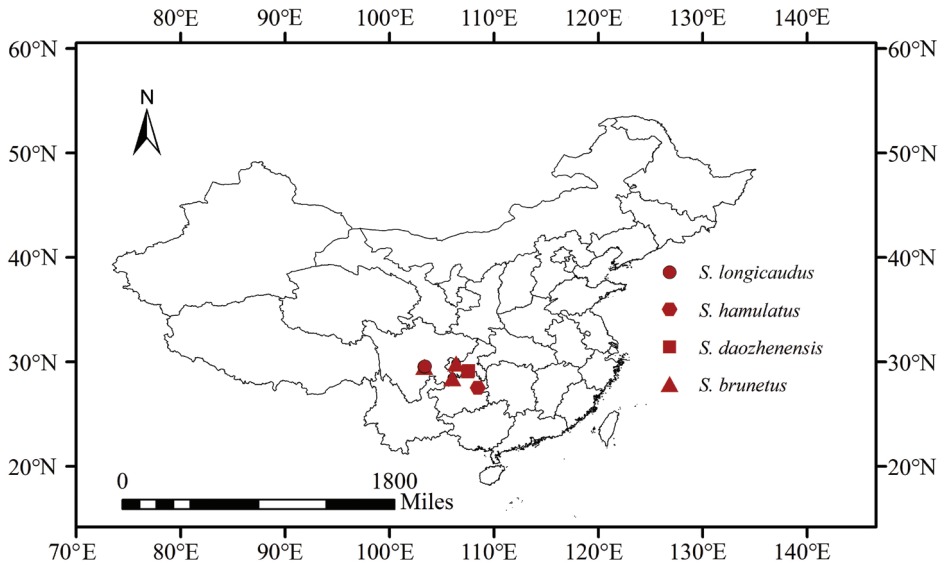 80°E 90°E 100°E 110°E 120°E 130°E 140°E
60°N 60°N
N
50°N 50°N
40°N 40°N
S. longicaudus
S. hamulatus
S. daozhenensis
30°N 30°N
S. brunetus
20°N 20°N
0 1800
Miles
70°E 80°E 90°E 100°E 110°E 120°E 130°E 140°E